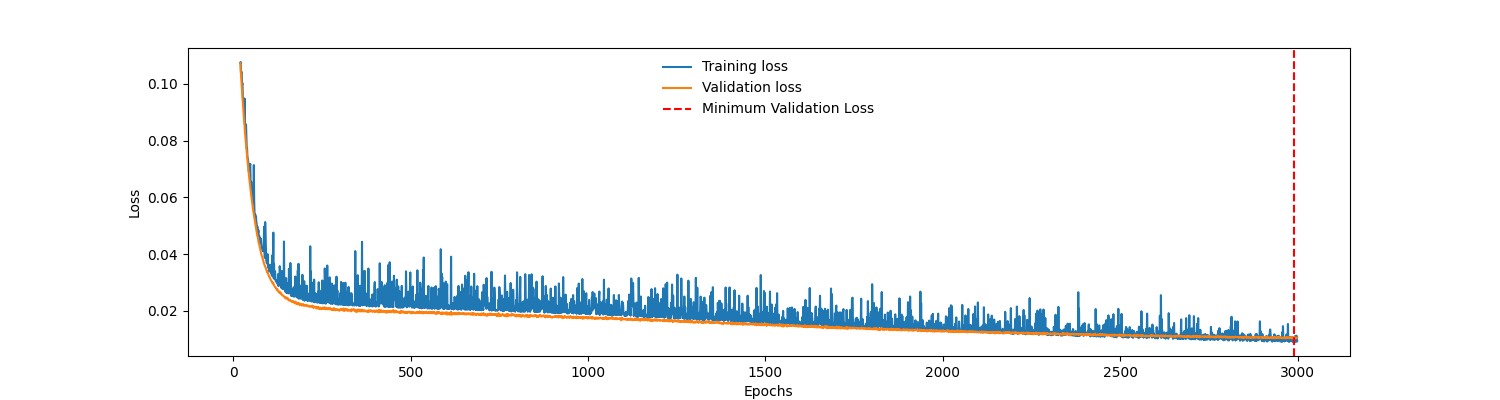 Training loss
Validation loss
Minimum Validation Loss
0.10
0.08
0.06
0.04
0.02
Loss
0 500 1000 1500 2000 2500 3000
Epochs